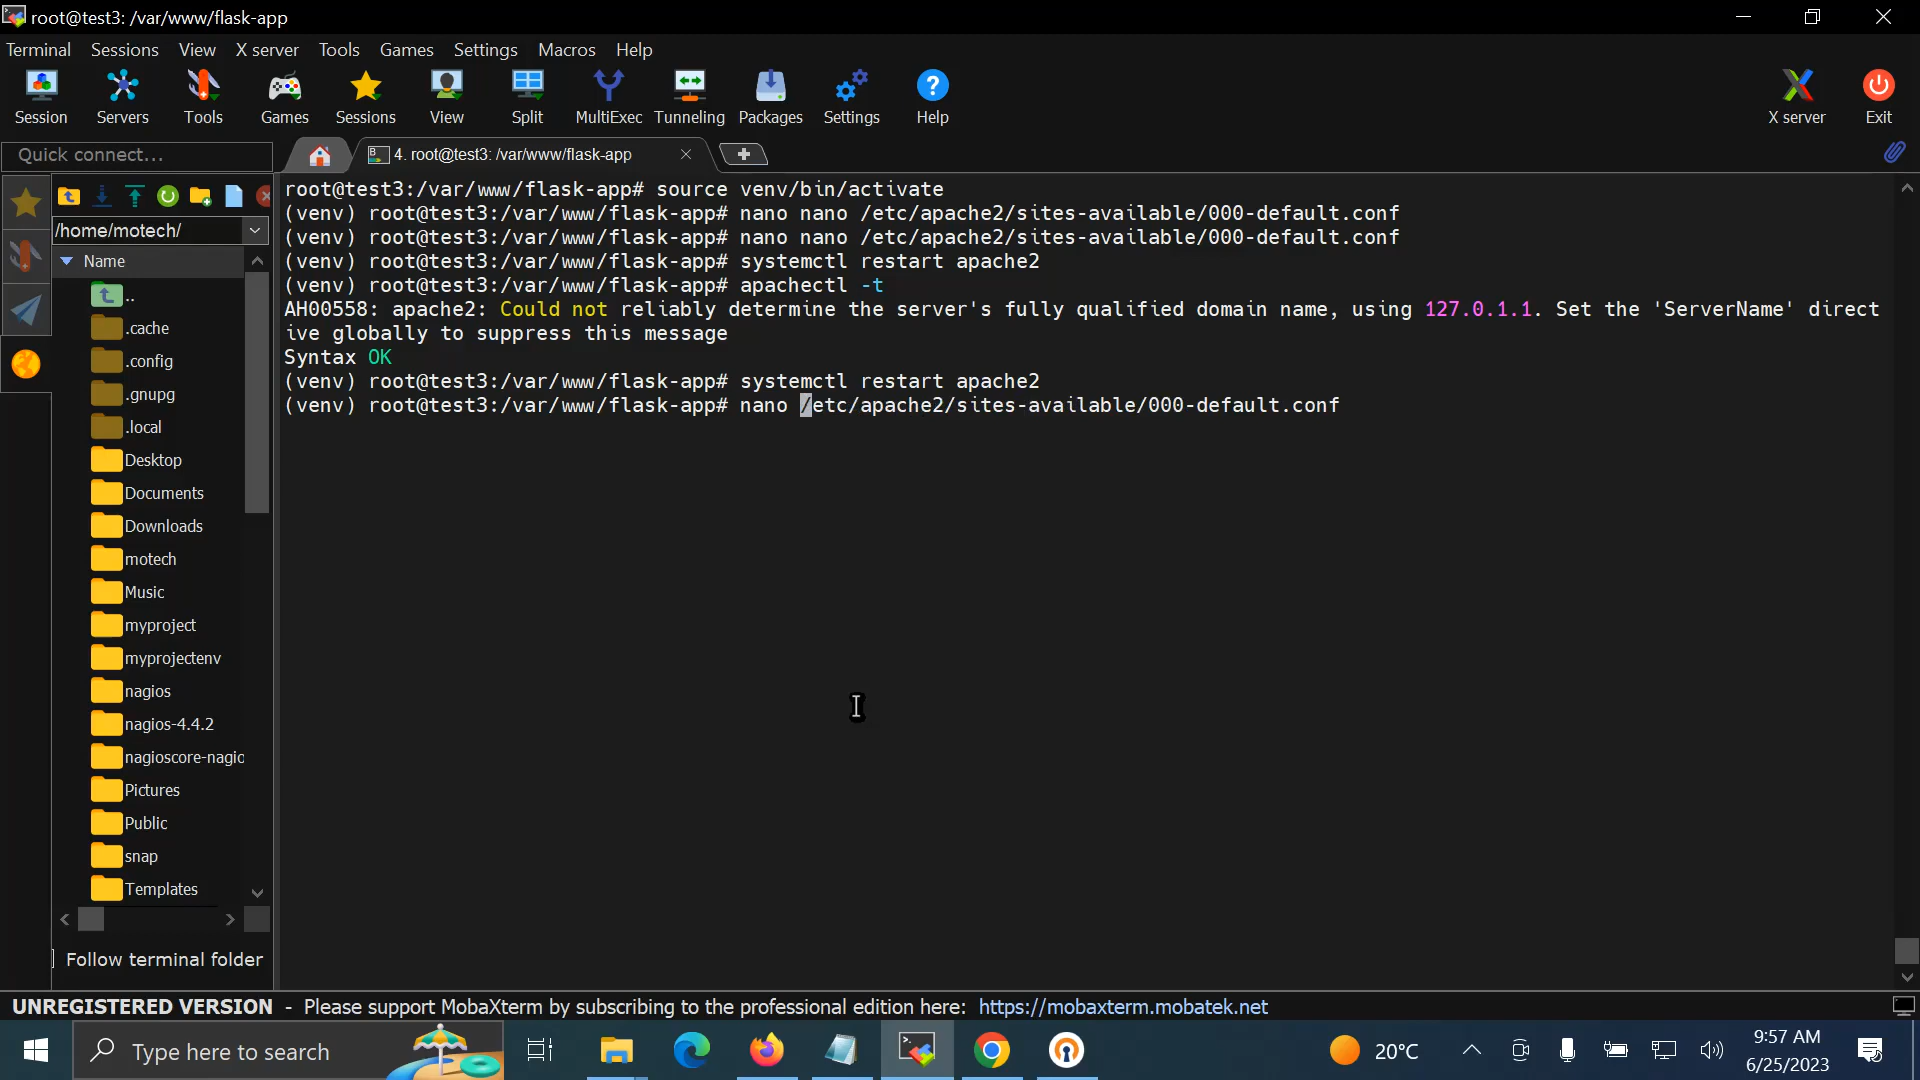 root@test3: /var/www/flask-app
Terminal Sessions View X server Tools Games Settings Macros Help
Session Servers Tools Games Sessions View Split MultiExec Tunneling Packages Settings Help X server Exit
Quick connect...
4. root@test3: /var/www/flask-app
/home/motech/
Name
..
.cache
.config
.gnupg
.local
Desktop
Documents
Downloads
motech
Music
myproject
myprojectenv
nagios
nagios-4.4.2
nagioscore-nagio
Pictures
Public
snap
Templates
Follow terminal folder
root@test3:/var/www/flask-app# source venv/bin/activate
(venv) root@test3:/var/www/flask-app# nano nano /etc/apache2/sites-available/000-default.conf
(venv) root@test3:/var/www/flask-app# nano nano /etc/apache2/sites-available/000-default.conf
(venv) root@test3:/var/www/flask-app# systemctl restart apache2
(venv) root@test3:/var/www/flask-app# apachectl -t
AH00558: apache2: Could not reliably determine the server's fully qualified domain name, using 127.0.1.1. Set the 'ServerName' direct
ive globally to suppress this message
Syntax OK
(venv) root@test3:/var/www/flask-app# systemctl restart apache2
(venv) root@test3:/var/www/flask-app# nano /etc/apache2/sites-available/000-default.conf
UNREGISTERED VERSION - Please support MobaXterm by subscribing to the professional edition here: https://mobaxterm.mobatek.net
Type here to search
20°C
9:57 AM
6/25/2023